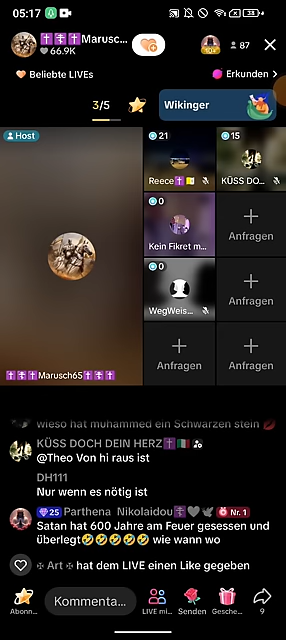 05:17
38
✝️☦️✝️Marusc...
66.9K
87
Beliebte LIVEs
Erkunden >
3/5
Wikinger
Host
21
15
Reece✝️
KÜSS DO...
0
Kein Fikret m...
Anfragen
0
WegWeis...
Anfragen
Anfragen
Anfragen
✝️☦️✝️Marusch65✝️☦️✝️
wieso hat muhammed ein Schwarzen stein 💋
KÜSS DOCH DEIN HERZ✝️🇮🇹
@Theo Von hi raus ist
DH111
Nur wenn es nötig ist
25 Parthena Nikolaidou☦️🤍🕊️ Nr. 1
Satan hat 600 Jahre am Feuer gesessen und
überlegt🤣🤣🤣🤣🤣 wie wann wo
☩ Art ☩ hat dem LIVE einen Like gegeben
Abonn...
Kommenta...
LIVE mi...
Senden
Gesche...
9